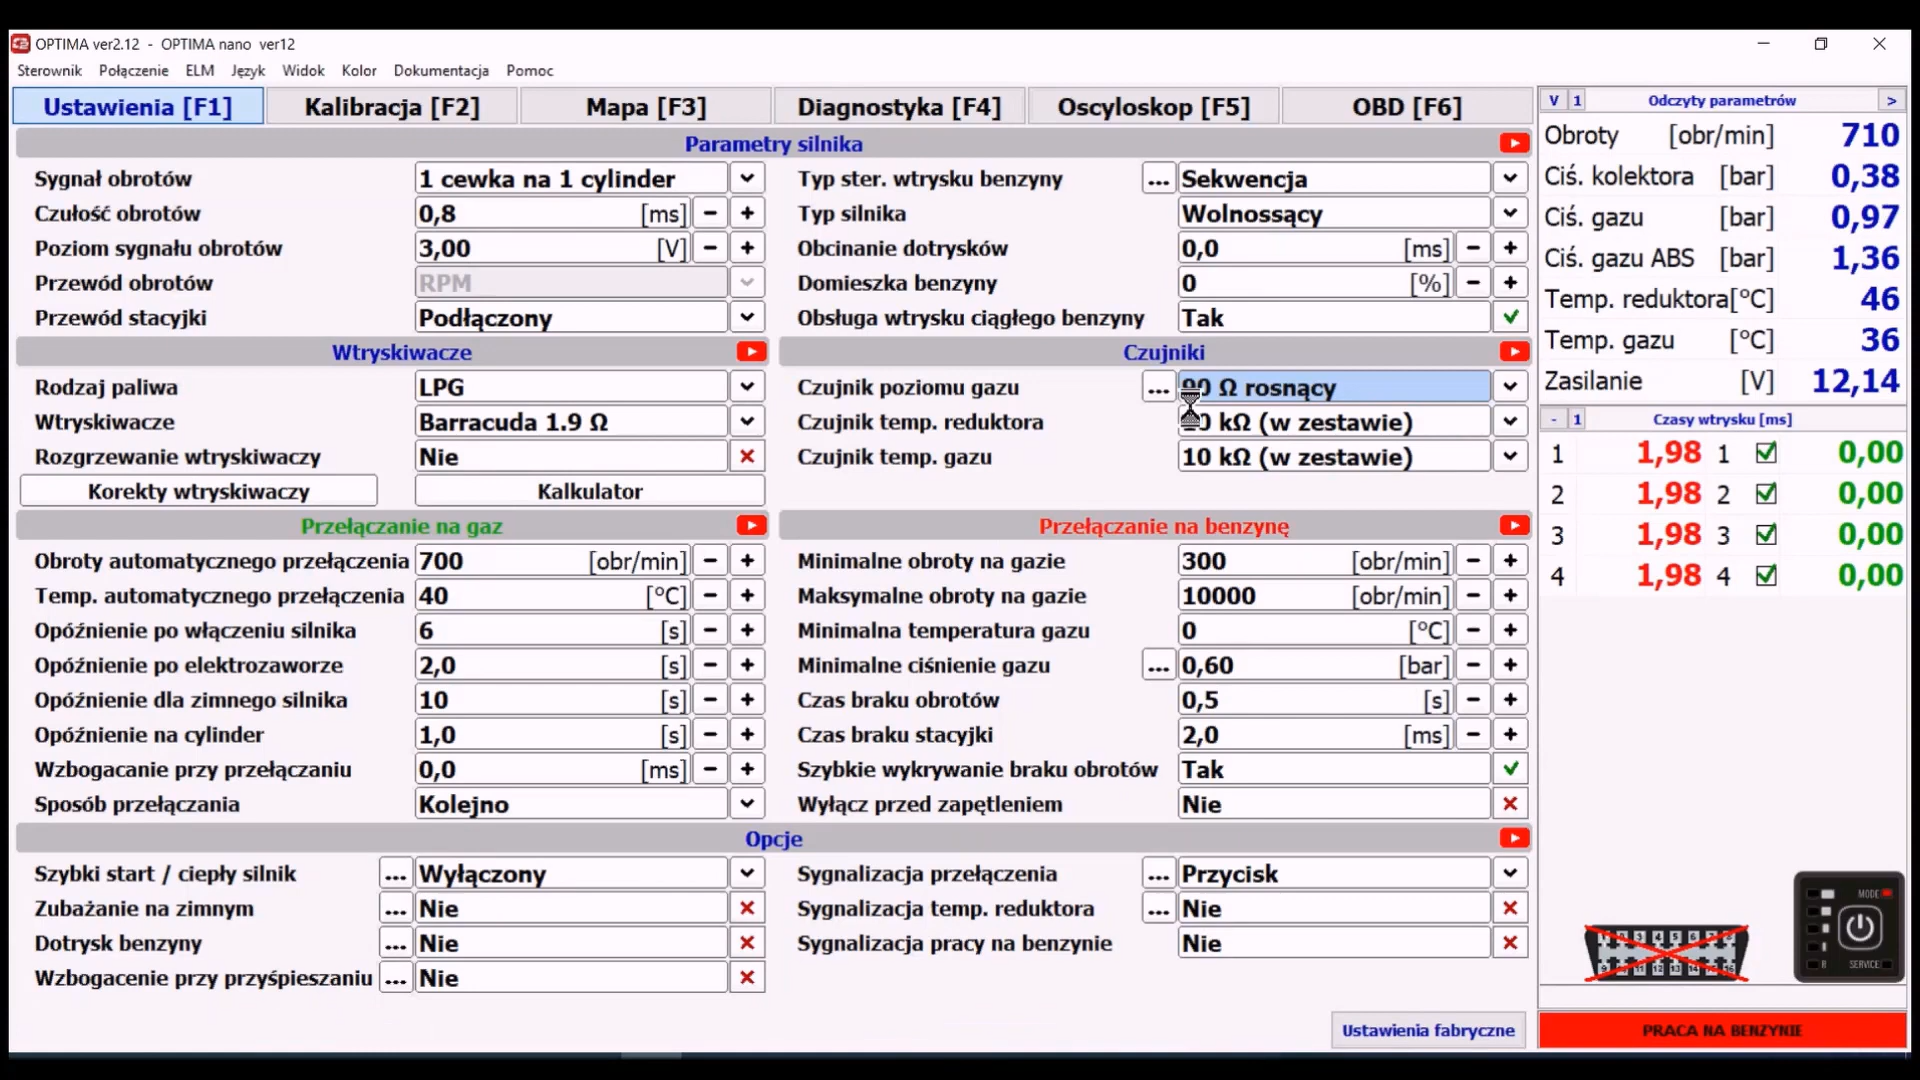 OPTIMA ver2.12 - OPTIMA nano ver12
Sterownik Połączenie ELM Język Widok Kolor Dokumentacja Pomoc
Ustawienia [F1] Kalibracja [F2] Mapa [F3] Diagnostyka [F4] Oscyloskop [F5] OBD [F6]
Parametry silnika
Sygnał obrotów 1 cewka na 1 cylinder
Czułość obrotów 0,8 [ms] - +
Poziom sygnału obrotów 3,00 [V] - +
Przewód obrotów RPM
Przewód stacyjki Podłączony
Typ ster. wtrysku benzyny ... Sekwencja
Typ silnika Wolnossący
Obcinanie dotrysków 0,0 [ms] - +
Domieszka benzyny 0 [%] - +
Obsługa wtrysku ciągłego benzyny Tak
Wtryskiwacze
Rodzaj paliwa LPG
Wtryskiwacze Barracuda 1.9 Ω
Rozgrzewanie wtryskiwaczy Nie
Korekty wtryskiwaczy Kalkulator
Czujniki
Czujnik poziomu gazu ... 90 Ω rosnący
Czujnik temp. reduktora 10 kΩ (w zestawie)
Czujnik temp. gazu 10 kΩ (w zestawie)
Przełączanie na gaz
Obroty automatycznego przełączenia 700 [obr/min] - +
Temp. automatycznego przełączenia 40 [°C] - +
Opóźnienie po włączeniu silnika 6 [s] - +
Opóźnienie po elektrozaworze 2,0 [s] - +
Opóźnienie dla zimnego silnika 10 [s] - +
Opóźnienie na cylinder 1,0 [s] - +
Wzbogacanie przy przełączaniu 0,0 [ms] - +
Sposób przełączania Kolejno
Przełączanie na benzynę
Minimalne obroty na gazie 300 [obr/min] - +
Maksymalne obroty na gazie 10000 [obr/min] - +
Minimalna temperatura gazu 0 [°C] - +
Minimalne ciśnienie gazu ... 0,60 [bar] - +
Czas braku obrotów 0,5 [s] - +
Czas braku stacyjki 2,0 [ms] - +
Szybkie wykrywanie braku obrotów Tak
Wyłącz przed zapętleniem Nie
Opcje
Szybki start / ciepły silnik ... Wyłączony
Zubażanie na zimnym ... Nie
Dotrysk benzyny ... Nie
Wzbogacenie przy przyśpieszaniu ... Nie
Sygnalizacja przełączenia ... Przycisk
Sygnalizacja temp. reduktora ... Nie
Sygnalizacja pracy na benzynie Nie
Ustawienia fabryczne
V 1 Odczyty parametrów >
Obroty [obr/min] 710
Ciś. kolektora [bar] 0,38
Ciś. gazu [bar] 0,97
Ciś. gazu ABS [bar] 1,36
Temp. reduktora[°C] 46
Temp. gazu [°C] 36
Zasilanie [V] 12,14
- 1 Czasy wtrysku [ms]
1 1,98 1 0,00
2 1,98 2 0,00
3 1,98 3 0,00
4 1,98 4 0,00
MODE
R SERVICE
PRACA NA BENZYNIE